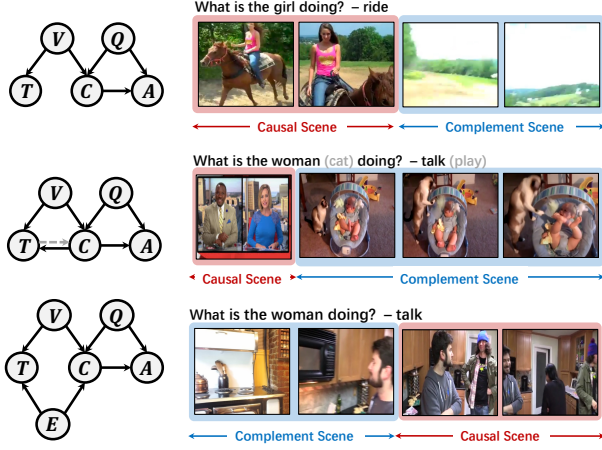 What is the girl doing? – ride
V Q
T C A
Causal Scene Complement Scene
What is the woman (cat) doing? – talk (play)
V Q
T C A
Causal Scene Complement Scene
What is the woman doing? – talk
V Q
T C A
E
Complement Scene Causal Scene